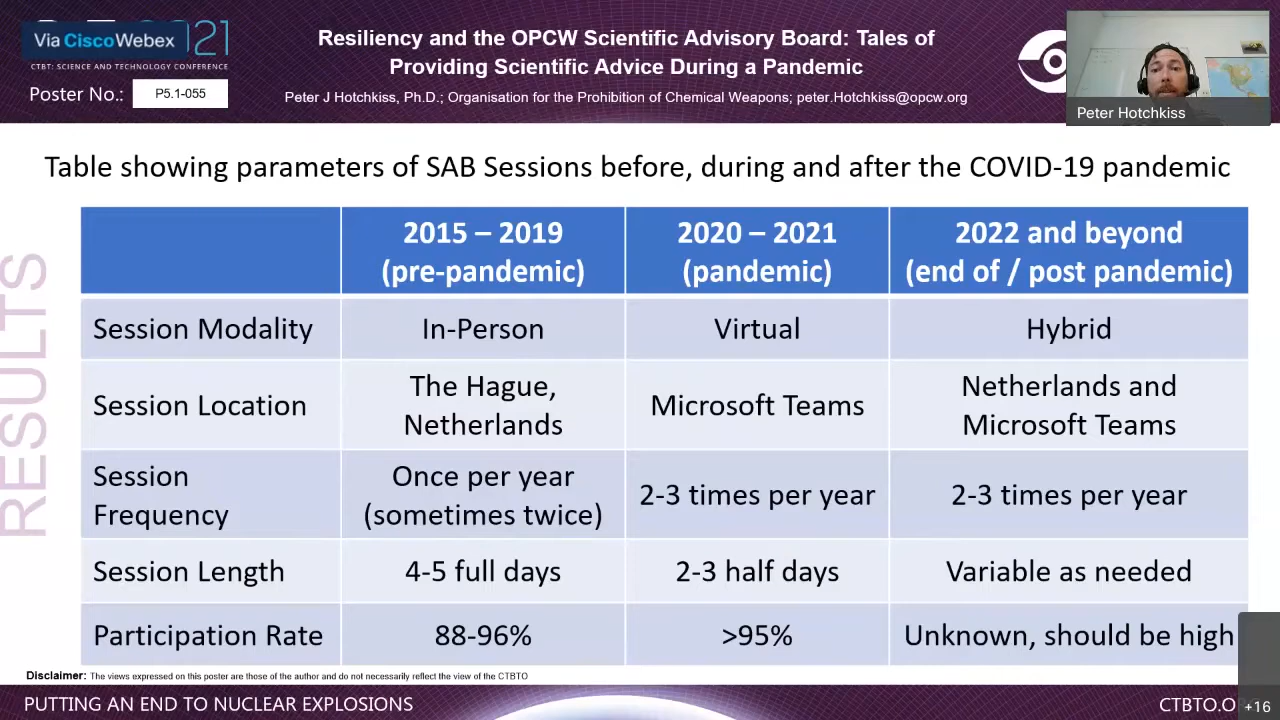 Via CiscoWebex
21
CTBT: SCIENCE AND TECHNOLOGY CONFERENCE
Poster No.: P5.1-055
Resiliency and the OPCW Scientific Advisory Board: Tales of
Providing Scientific Advice During a Pandemic
Peter J Hotchkiss, Ph.D.; Organisation for the Prohibition of Chemical Weapons; peter.Hotchkiss@opcw.org
Peter Hotchkiss
RESULTS
Table showing parameters of SAB Sessions before, during and after the COVID-19 pandemic
2015 – 2019 2020 – 2021 2022 and beyond
(pre-pandemic) (pandemic) (end of / post pandemic)
Session Modality In-Person Virtual Hybrid
Session Location The Hague, Microsoft Teams Netherlands and
Netherlands Microsoft Teams
Session Once per year 2-3 times per year 2-3 times per year
Frequency (sometimes twice)
Session Length 4-5 full days 2-3 half days Variable as needed
Participation Rate 88-96% >95% Unknown, should be high
Disclaimer: The views expressed on this poster are those of the author and do not necessarily reflect the view of the CTBTO
PUTTING AN END TO NUCLEAR EXPLOSIONS
CTBTO.O
+16